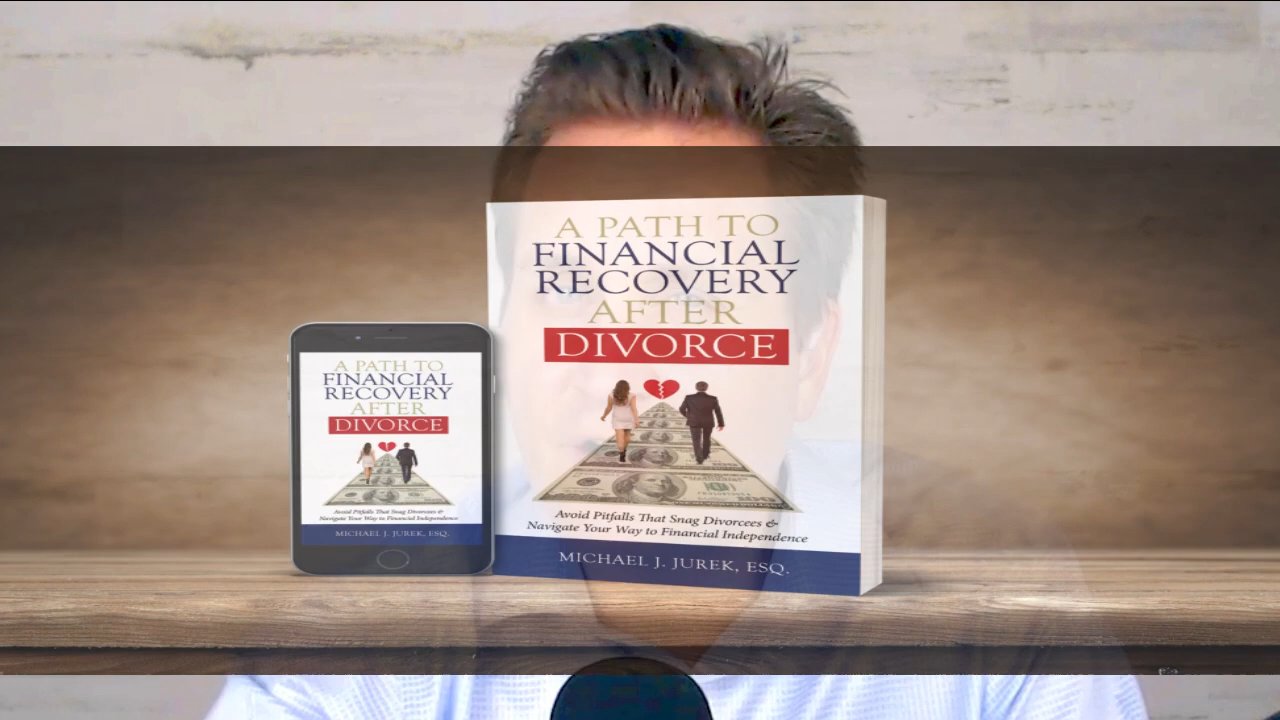 A PATH TO
FINANCIAL
RECOVERY
AFTER
DIVORCE
Avoid Pitfalls That Snag Divorcees &
Navigate Your Way to Financial Independence
MICHAEL J. JUREK, ESQ.
A PATH TO
FINANCIAL
RECOVERY
AFTER
DIVORCE
Avoid Pitfalls That Snag Divorcees &
Navigate Your Way to Financial Independence
MICHAEL J. JUREK, ESQ.